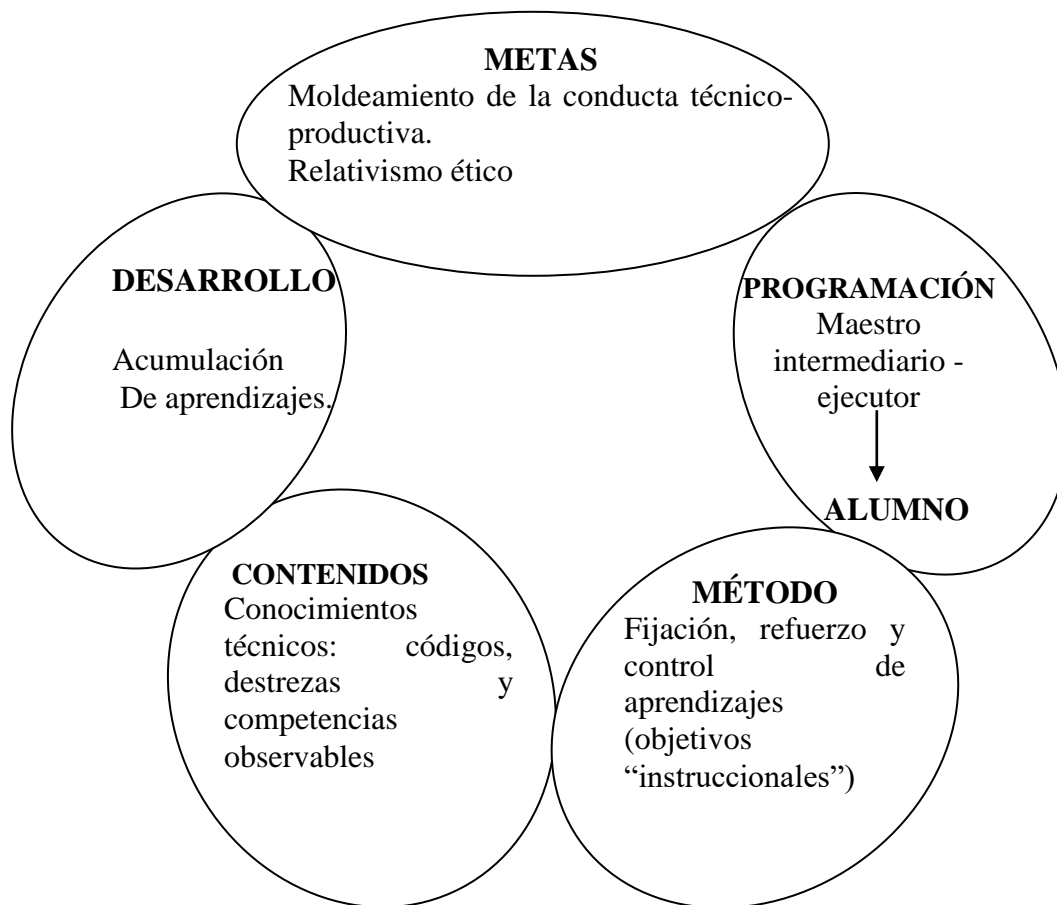 METAS
Moldeamiento de la conducta técnico-
productiva.
Relativismo ético
DESARROLLO
Acumulación
De aprendizajes.
PROGRAMACIÓN
Maestro
intermediario -
ejecutor
ALUMNO
CONTENIDOS
Conocimientos
técnicos: códigos,
destrezas y
competencias
observables
MÉTODO
Fijación, refuerzo y
control de
aprendizajes
(objetivos
“instruccionales”)